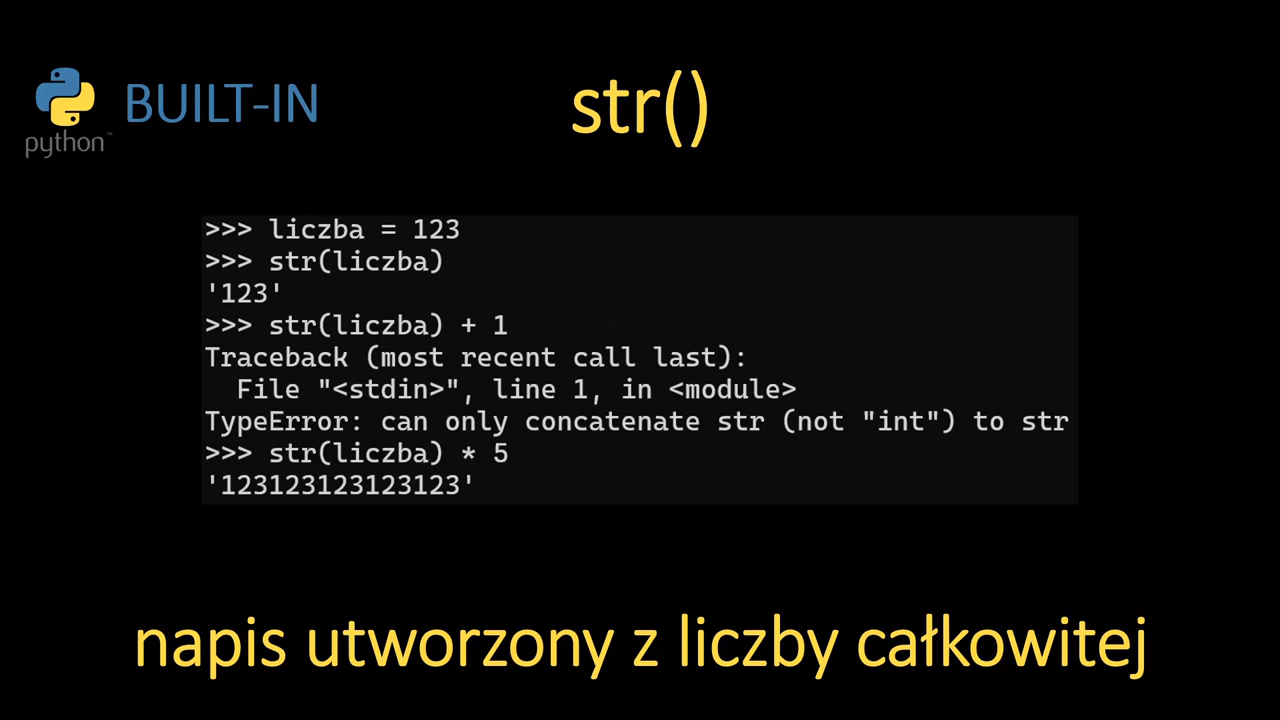 python™
BUILT-IN
str()
>>> liczba = 123
>>> str(liczba)
'123'
>>> str(liczba) + 1
Traceback (most recent call last):
  File "<stdin>", line 1, in <module>
TypeError: can only concatenate str (not "int") to str
>>> str(liczba) * 5
'123123123123123'
napis utworzony z liczby całkowitej